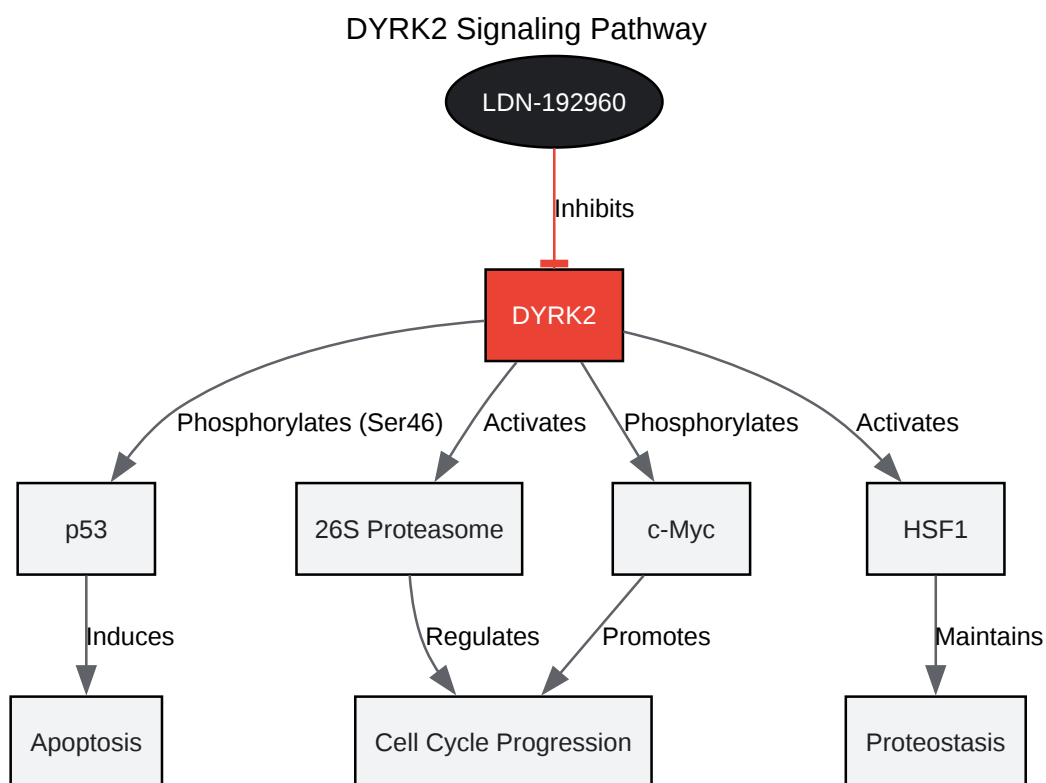 DYRK2 Signaling Pathway
LDN-192960
Inhibits
DYRK2
Phosphorylates (Ser46)
Activates
Phosphorylates
Activates
p53
26S Proteasome
c-Myc
HSF1
Induces
Regulates
Promotes
Maintains
Apoptosis
Cell Cycle Progression
Proteostasis